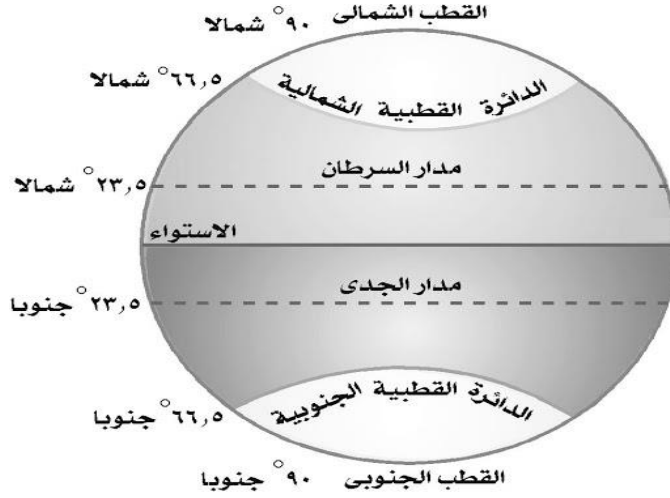 القطب الشمالى ٩٠° شمالا
٦٦,٥° شمالا
الدائرة القطبية الشمالية
مدار السرطان
٢٣,٥° شمالا
الاستواء
مدار الجدى
٢٣,٥° جنوبا
الدائرة القطبية الجنوبية
٦٦,٥° جنوبا
القطب الجنوبى ٩٠° جنوبا